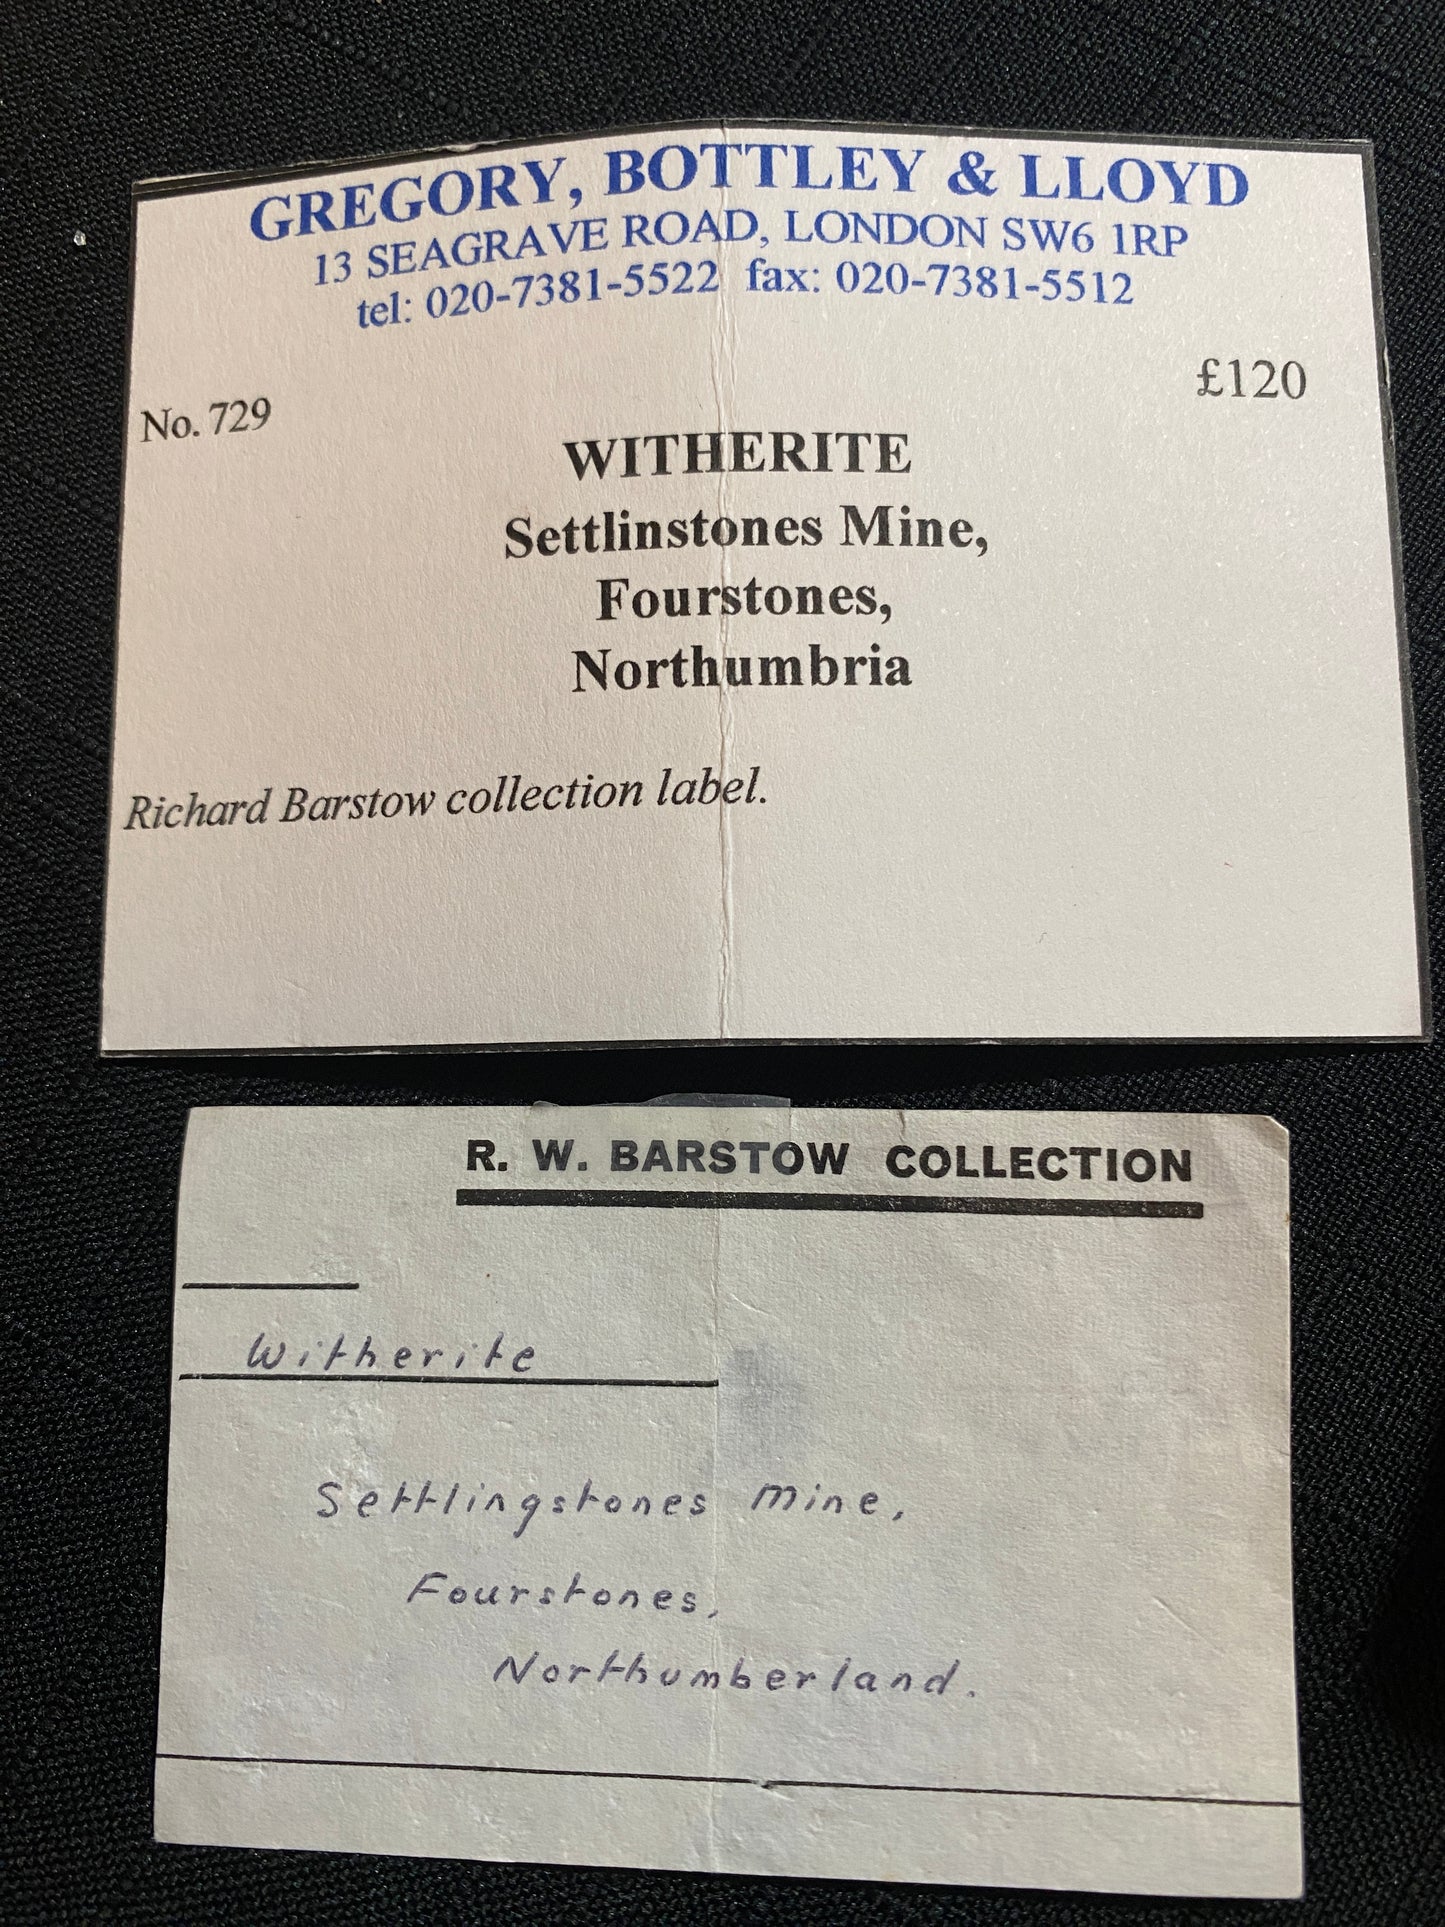 GREGORY, BOTTLEY & LLOYD
13 SEAGRAVE ROAD, LONDON SW6 1RP
tel: 020-7381-5522 fax: 020-7381-5512
£120
No. 729
WITHERITE
Settlinstones Mine,
Fourstones,
Northumbria
Richard Barstow collection label.
R. W. BARSTOW COLLECTION
Witherite
Settlingstones Mine,
Fourstones,
Northumberland.